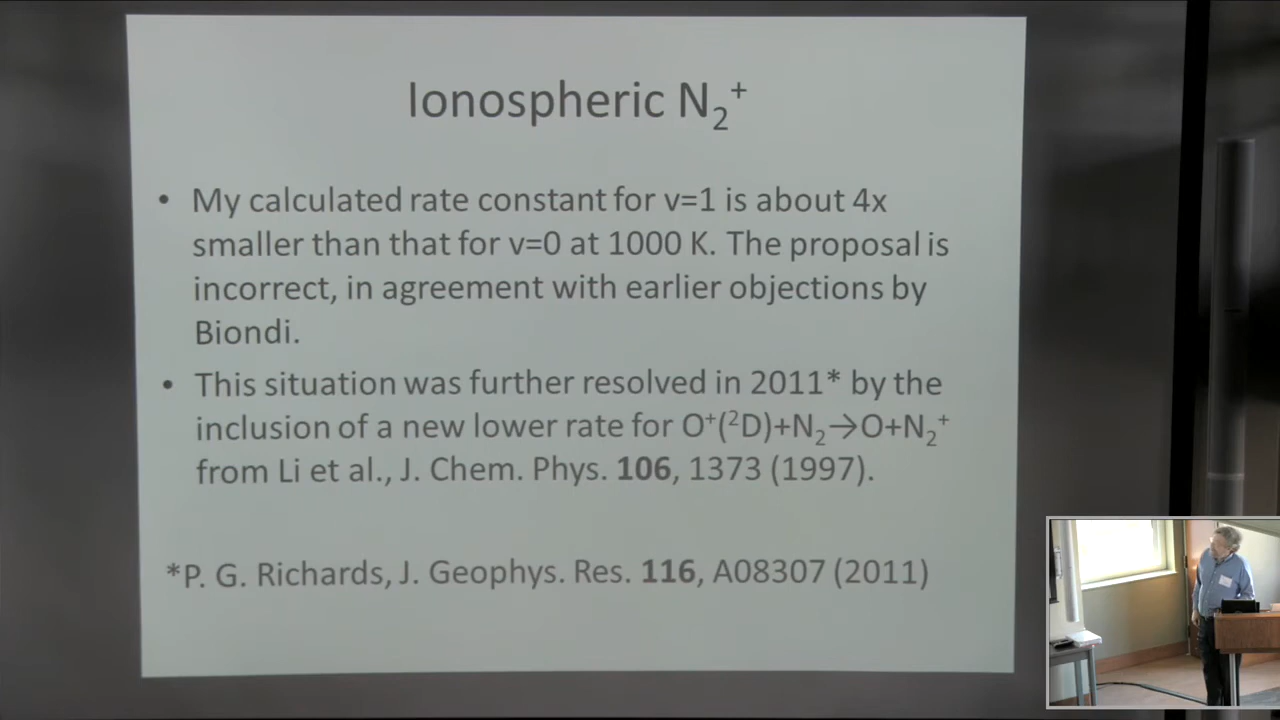 Ionospheric N₂⁺
• My calculated rate constant for v=1 is about 4x
smaller than that for v=0 at 1000 K. The proposal is
incorrect, in agreement with earlier objections by
Biondi.
• This situation was further resolved in 2011* by the
inclusion of a new lower rate for O⁺(²D)+N₂→O+N₂⁺
from Li et al., J. Chem. Phys. 106, 1373 (1997).
*P. G. Richards, J. Geophys. Res. 116, A08307 (2011)